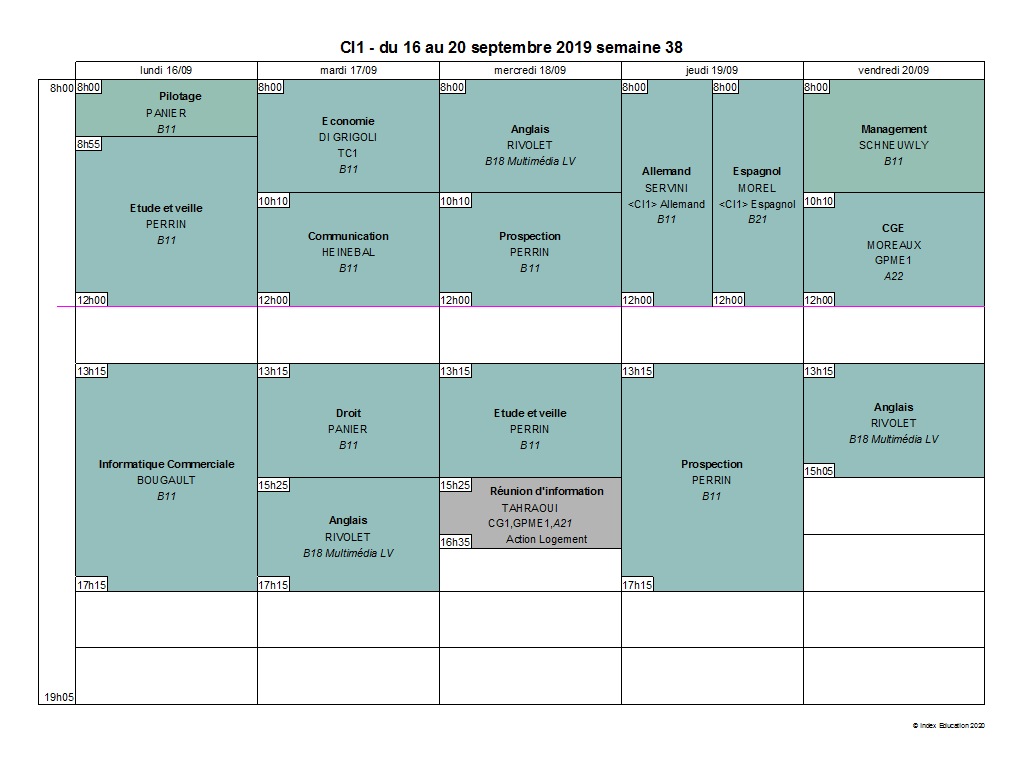 CI1 - du 16 au 20 septembre 2019 semaine 38
lundi 16/09
mardi 17/09
mercredi 18/09
jeudi 19/09
vendredi 20/09
8h00
8h00
Pilotage
PANIER
B11
8h55
Etude et veille
PERRIN
B11
12h00
13h15
Informatique Commerciale
BOUGAULT
B11
17h15
8h00
Economie
DI GRIGOLI
TC1
B11
10h10
Communication
HEINEBAL
B11
12h00
13h15
Droit
PANIER
B11
15h25
Anglais
RIVOLET
B18 Multimédia LV
17h15
8h00
Anglais
RIVOLET
B18 Multimédia LV
10h10
Prospection
PERRIN
B11
12h00
13h15
Etude et veille
PERRIN
B11
15h25
Réunion d'information
TAHRAOUI
CG1,GPME1,A21
Action Logement
16h35
8h00
Allemand
SERVINI
<CI1> Allemand
B11
12h00
8h00
Espagnol
MOREL
<CI1> Espagnol
B21
12h00
13h15
Prospection
PERRIN
B11
17h15
8h00
Management
SCHNEUWLY
B11
10h10
CGE
MOREAUX
GPME1
A22
12h00
13h15
Anglais
RIVOLET
B18 Multimédia LV
15h05
19h05
© Index Education 2020